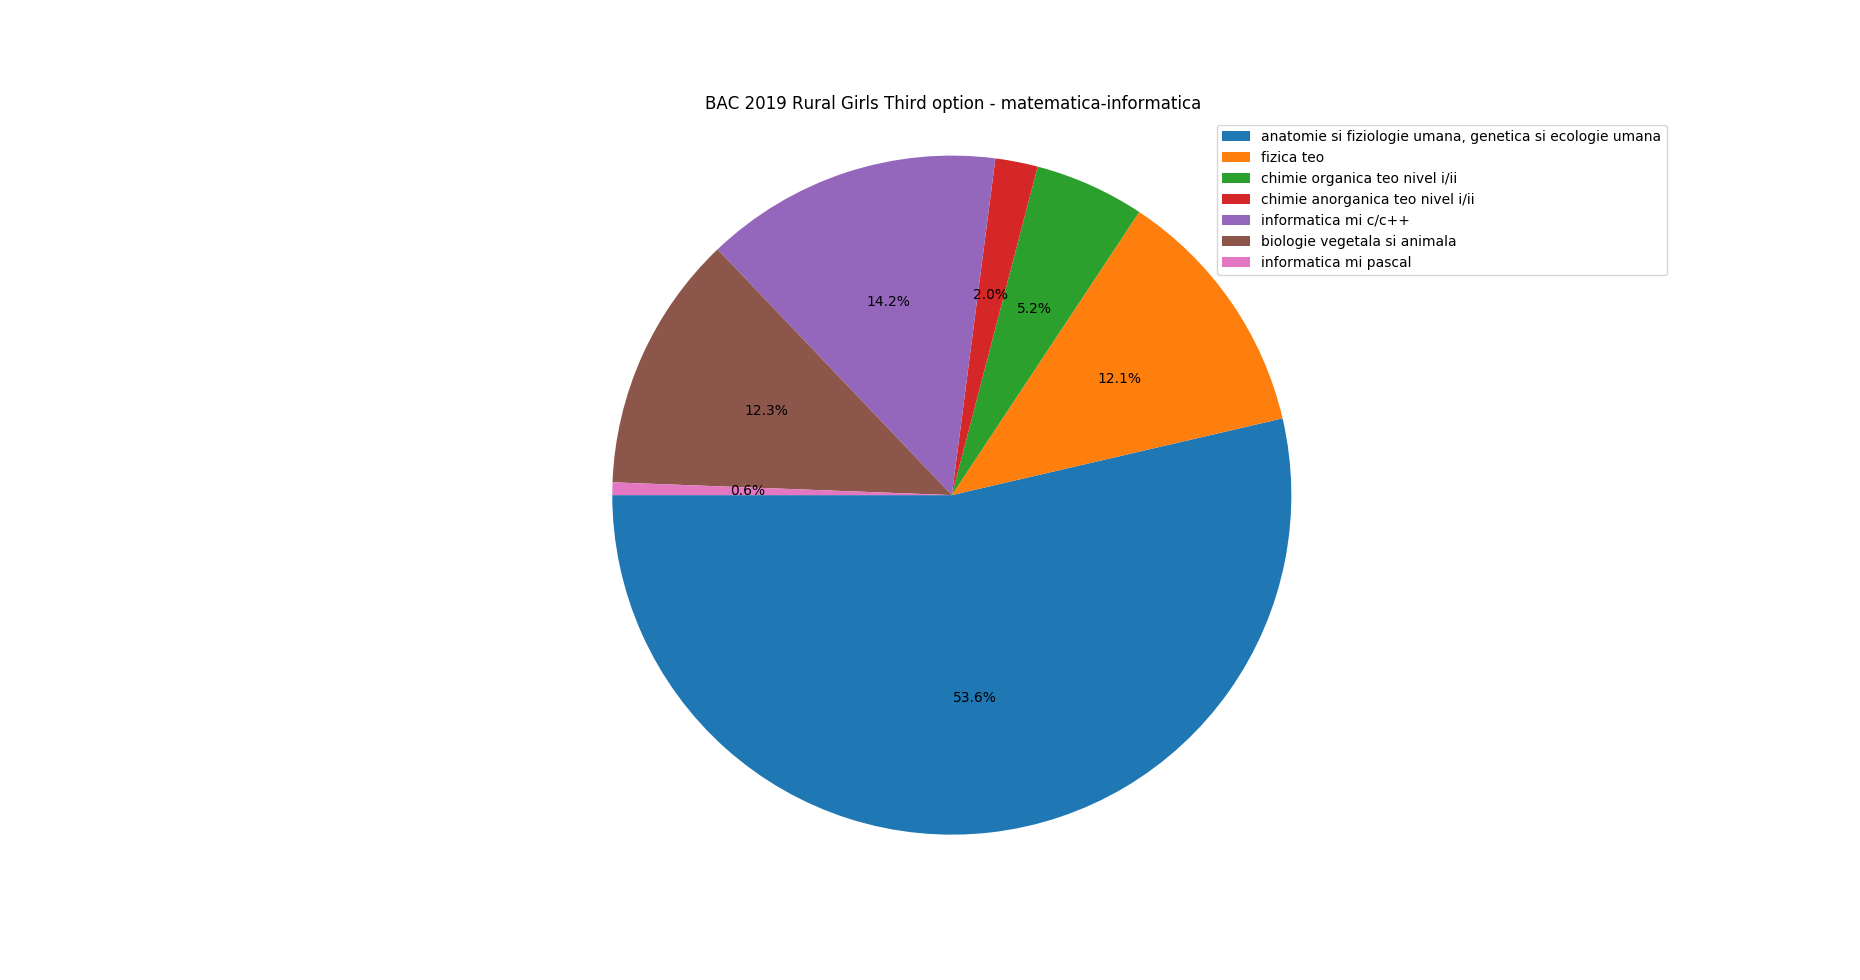 BAC 2019 Rural Girls Third option - matematica-informatica
anatomie si fiziologie umana, genetica si ecologie umana
fizica teo
chimie organica teo nivel i/ii
chimie anorganica teo nivel i/ii
informatica mi c/c++
biologie vegetala si animala
informatica mi pascal
2.0%
14.2%
5.2%
12.1%
12.3%
0.6%
53.6%